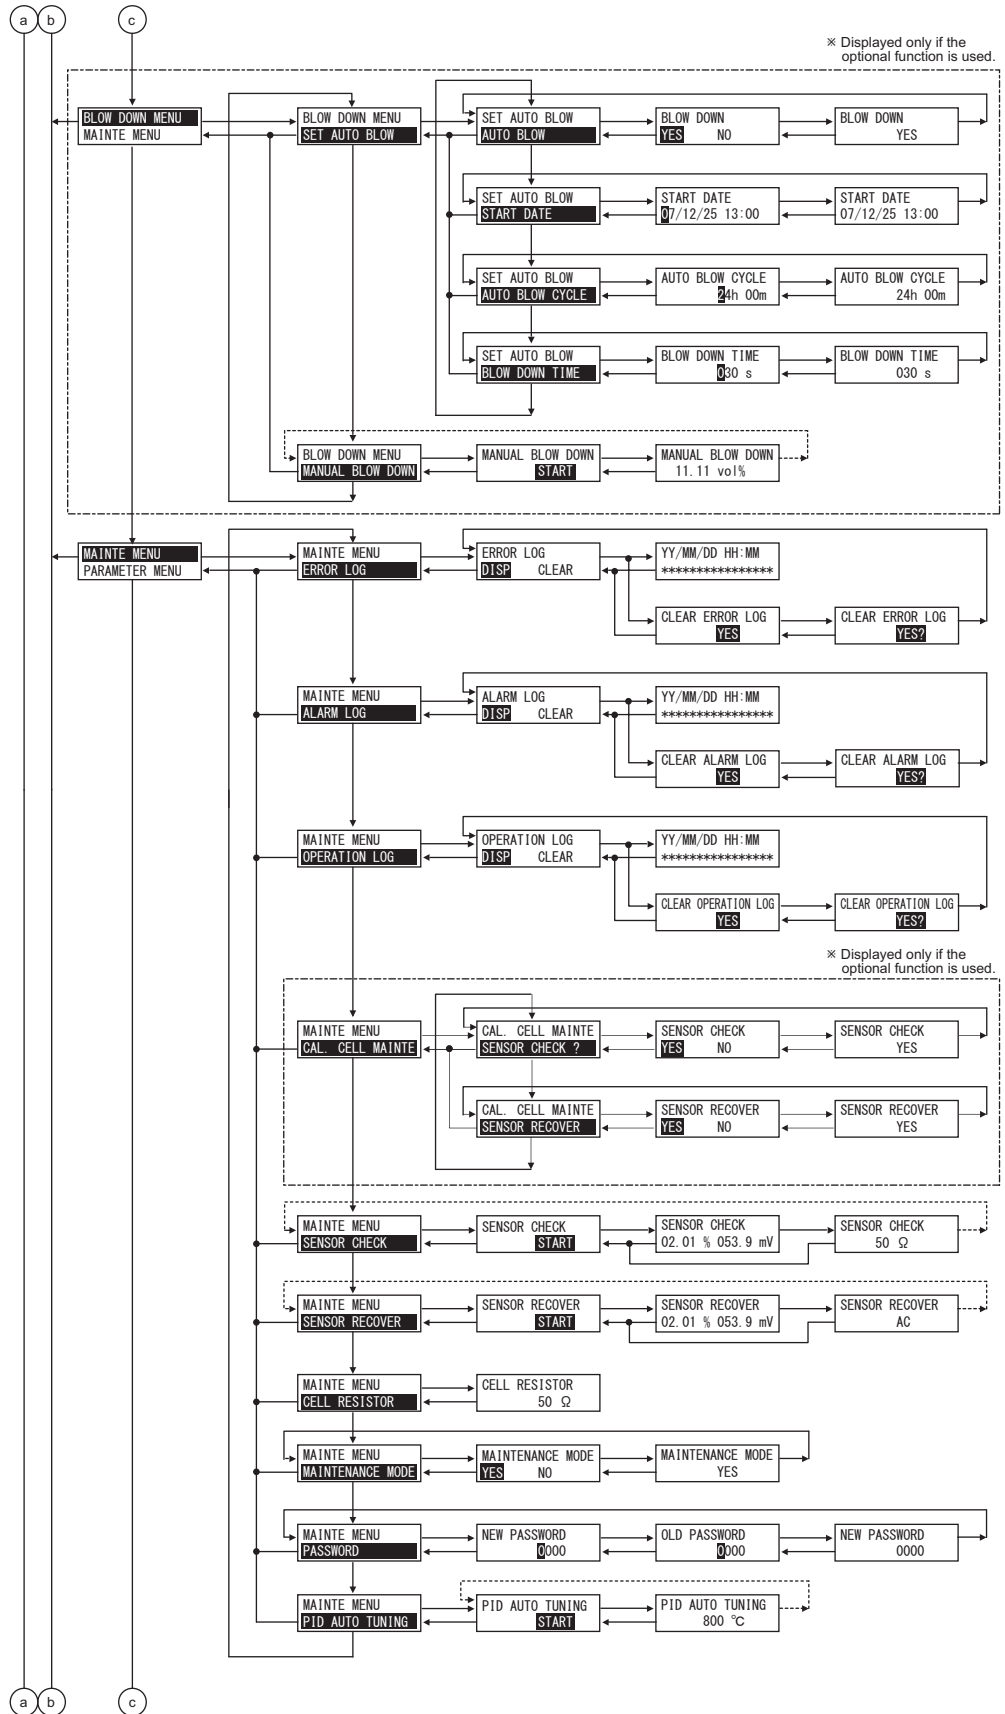 a b c
※ Displayed only if the
optional function is used.
BLOW DOWN MENU
MAINTE MENU
BLOW DOWN MENU
SET AUTO BLOW
SET AUTO BLOW
AUTO BLOW
BLOW DOWN
YES NO
BLOW DOWN
YES
SET AUTO BLOW
START DATE
START DATE
07/12/25 13:00
START DATE
07/12/25 13:00
SET AUTO BLOW
AUTO BLOW CYCLE
AUTO BLOW CYCLE
24h 00m
AUTO BLOW CYCLE
24h 00m
SET AUTO BLOW
BLOW DOWN TIME
BLOW DOWN TIME
030 s
BLOW DOWN TIME
030 s
BLOW DOWN MENU
MANUAL BLOW DOWN
MANUAL BLOW DOWN
START
MANUAL BLOW DOWN
11.11 vol%
MAINTE MENU
PARAMETER MENU
MAINTE MENU
ERROR LOG
ERROR LOG
DISP CLEAR
YY/MM/DD HH:MM
****************
CLEAR ERROR LOG
YES
CLEAR ERROR LOG
YES?
MAINTE MENU
ALARM LOG
ALARM LOG
DISP CLEAR
YY/MM/DD HH:MM
****************
CLEAR ALARM LOG
YES
CLEAR ALARM LOG
YES?
MAINTE MENU
OPERATION LOG
OPERATION LOG
DISP CLEAR
YY/MM/DD HH:MM
****************
CLEAR OPERATION LOG
YES
CLEAR OPERATION LOG
YES?
※ Displayed only if the
optional function is used.
MAINTE MENU
CAL. CELL MAINTE
CAL. CELL MAINTE
SENSOR CHECK ?
SENSOR CHECK
YES NO
SENSOR CHECK
YES
CAL. CELL MAINTE
SENSOR RECOVER
SENSOR RECOVER
YES NO
SENSOR RECOVER
YES
MAINTE MENU
SENSOR CHECK
SENSOR CHECK
START
SENSOR CHECK
02.01 % 053.9 mV
SENSOR CHECK
50 Ω
MAINTE MENU
SENSOR RECOVER
SENSOR RECOVER
START
SENSOR RECOVER
02.01 % 053.9 mV
SENSOR RECOVER
AC
MAINTE MENU
CELL RESISTOR
CELL RESISTOR
50 Ω
MAINTE MENU
MAINTENANCE MODE
MAINTENANCE MODE
YES NO
MAINTENANCE MODE
YES
MAINTE MENU
PASSWORD
NEW PASSWORD
0000
OLD PASSWORD
0000
NEW PASSWORD
0000
MAINTE MENU
PID AUTO TUNING
PID AUTO TUNING
START
PID AUTO TUNING
800 ℃
a b c